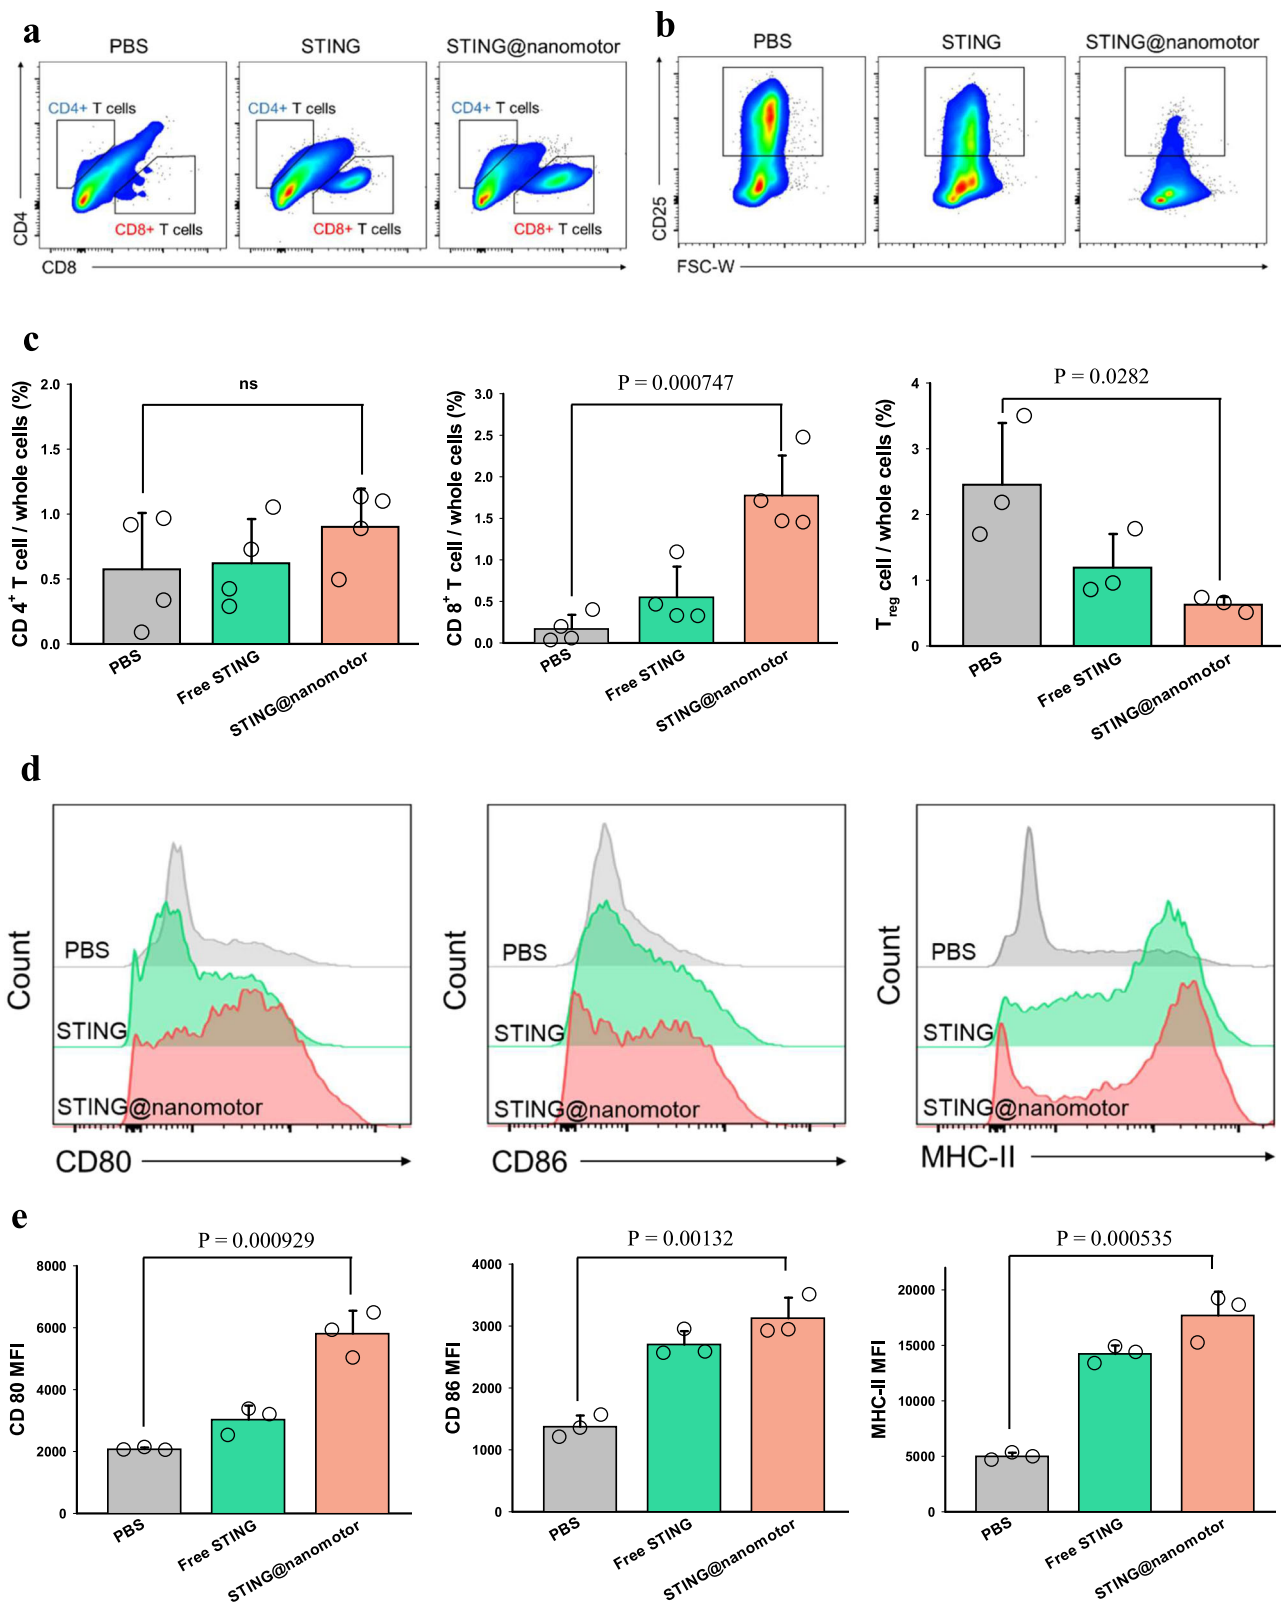 a
PBS
STING
STING@nanomotor
CD4+ T cells
CD4+ T cells
CD4+ T cells
CD8+ T cells
CD8+ T cells
CD8+ T cells
CD4
CD8
b
PBS
STING
STING@nanomotor
CD25
FSC-W
c
CD 4+ T cell / whole cells (%)
2.0
1.5
1.0
0.5
0.0
ns
PBS
Free STING
STING@nanomotor
CD 8+ T cell / whole cells (%)
3.0
2.5
2.0
1.5
1.0
0.5
0.0
P = 0.000747
PBS
Free STING
STING@nanomotor
Treg cell / whole cells (%)
4
3
2
1
0
P = 0.0282
PBS
Free STING
STING@nanomotor
d
Count
PBS
STING
STING@nanomotor
CD80
Count
PBS
STING
STING@nanomotor
CD86
Count
PBS
STING
STING@nanomotor
MHC-II
e
CD 80 MFI
8000
6000
4000
2000
0
P = 0.000929
PBS
Free STING
STING@nanomotor
CD 86 MFI
4000
3000
2000
1000
0
P = 0.00132
PBS
Free STING
STING@nanomotor
MHC-II MFI
20000
15000
10000
5000
0
P = 0.000535
PBS
Free STING
STING@nanomotor